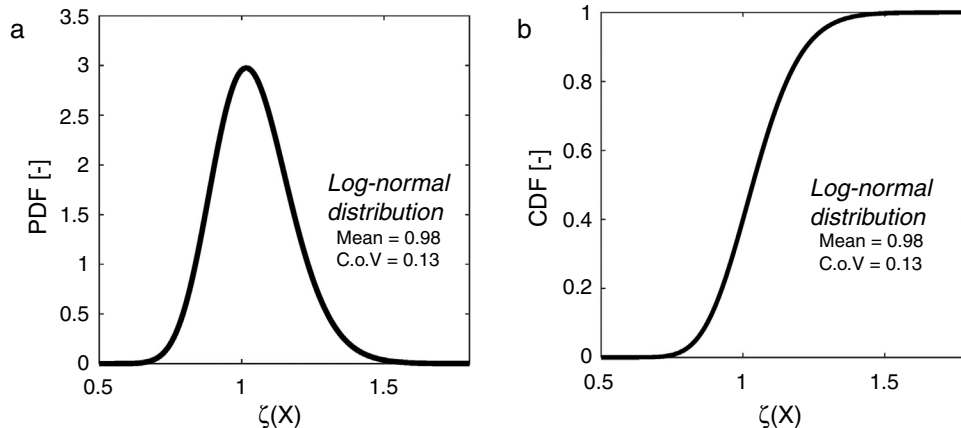 a
PDF [-]
3.5
3
2.5
2
1.5
1
0.5
0
0.5
1
1.5
ζ(X)
Log-normal
distribution
Mean = 0.98
C.o.V = 0.13
b
CDF [-]
1
0.8
0.6
0.4
0.2
0
0.5
1
1.5
ζ(X)
Log-normal
distribution
Mean = 0.98
C.o.V = 0.13